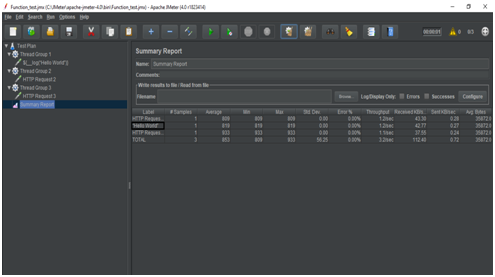 Function_test.jmx (C:\JMeter\apache-jmeter-4.0\bin\Function_test.jmx) - Apache JMeter (4.0 r1823414)
File Edit Search Run Options Help
00:00:01 0 0/3
Test Plan
Thread Group 1
${__log(Hello World)}
Thread Group 2
HTTP Request 2
Thread Group 3
HTTP Request 3
Summary Report
Summary Report
Name: Summary Report
Comments:
Write results to file / Read from file
Filename Browse... Log/Display Only: Errors Successes Configure
Label # Samples Average Min Max Std. Dev. Error % Throughput Received KB/s Sent KB/sec Avg. Bytes
HTTP Reques... 1 809 809 809 0.00 0.00% 1.2/sec 43.30 0.28 35872.0
"Hello World" 1 819 819 819 0.00 0.00% 1.2/sec 42.77 0.27 35872.0
HTTP Reques... 1 933 933 933 0.00 0.00% 1.1/sec 37.55 0.24 35872.0
TOTAL 3 853 809 933 56.25 0.00% 3.2/sec 112.40 0.72 35872.0